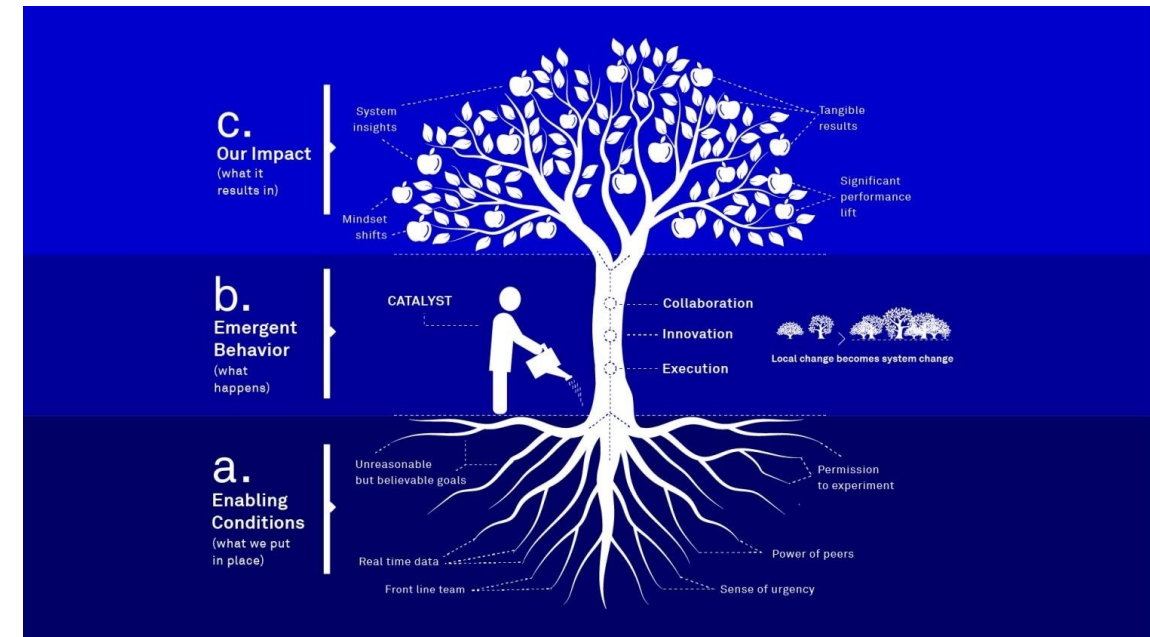 c.
Our Impact
(what it
results in)
System
insights
Mindset
shifts
Tangible
results
Significant
performance
lift
b.
Emergent
Behavior
(what
happens)
CATALYST
Collaboration
Innovation
Execution
Local change becomes system change
a.
Enabling
Conditions
(what we put
in place)
Unreasonable
but believable goals
Real time data
Front line team
Permission
to experiment
Power of peers
Sense of urgency